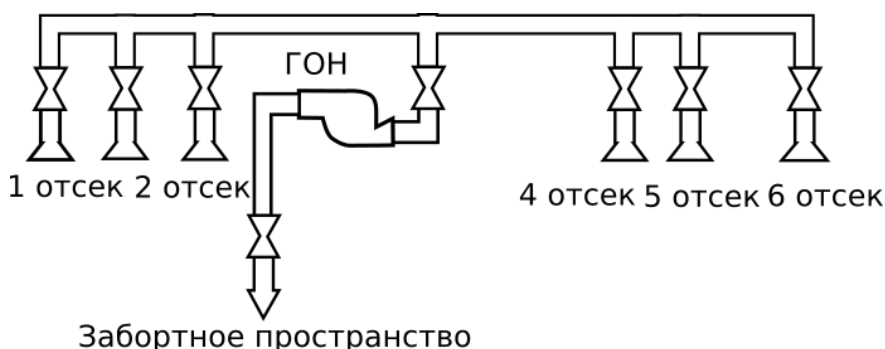 ГОН
1 отсек 2 отсек
4 отсек 5 отсек 6 отсек
Забортное пространство